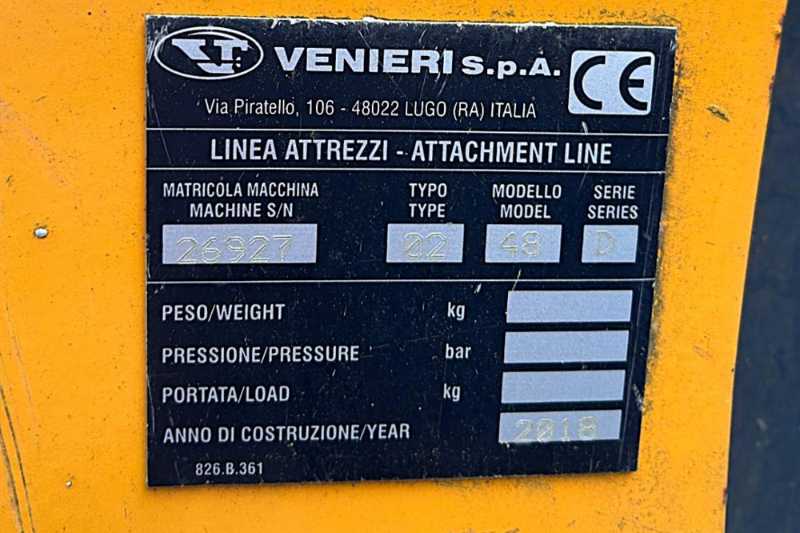 VENIERI S.p.A. CE
Via Piratello, 106 - 48022 LUGO (RA) ITALIA
LINEA ATTREZZI - ATTACHMENT LINE
MATRICOLA MACCHINA TYPO MODELLO SERIE
MACHINE S/N TYPE MODEL SERIES
26927 02 48 D
PESO/WEIGHT kg
PRESSIONE/PRESSURE bar
PORTATA/LOAD kg
ANNO DI COSTRUZIONE/YEAR 2018
826.B.361